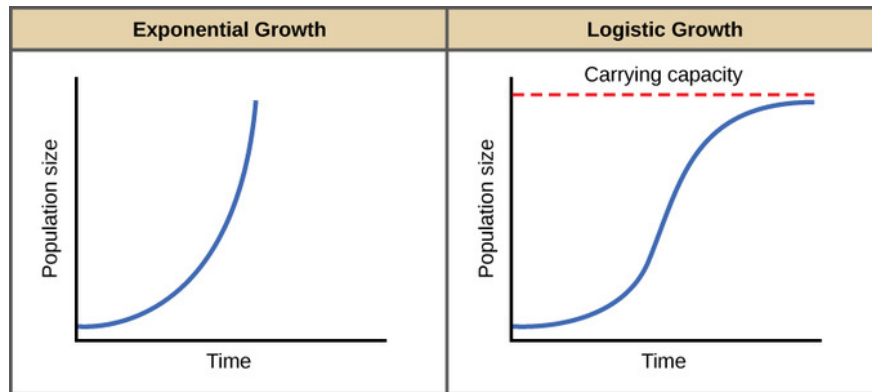 Exponential Growth
Logistic Growth
Population size
Time
Carrying capacity
Population size
Time